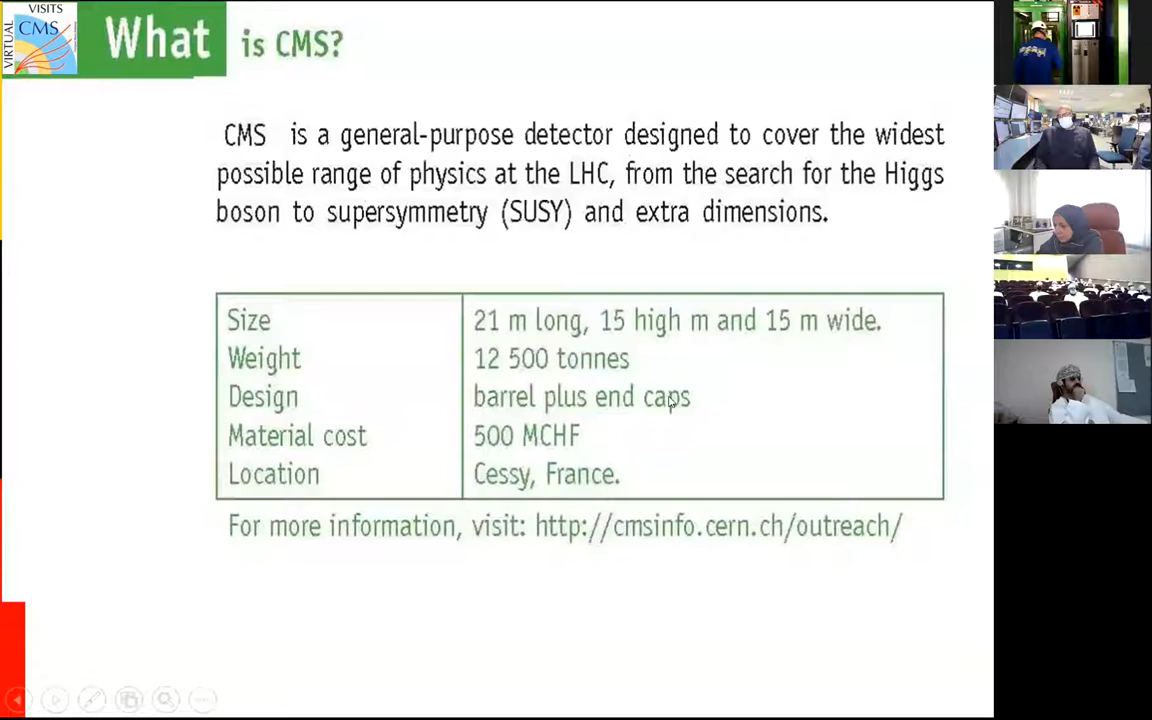 VISITS
VIRTUAL
CMS
What is CMS?
CMS is a general-purpose detector designed to cover the widest
possible range of physics at the LHC, from the search for the Higgs
boson to supersymmetry (SUSY) and extra dimensions.
Size 21 m long, 15 high m and 15 m wide.
Weight 12 500 tonnes
Design barrel plus end caps
Material cost 500 MCHF
Location Cessy, France.
For more information, visit: http://cmsinfo.cern.ch/outreach/